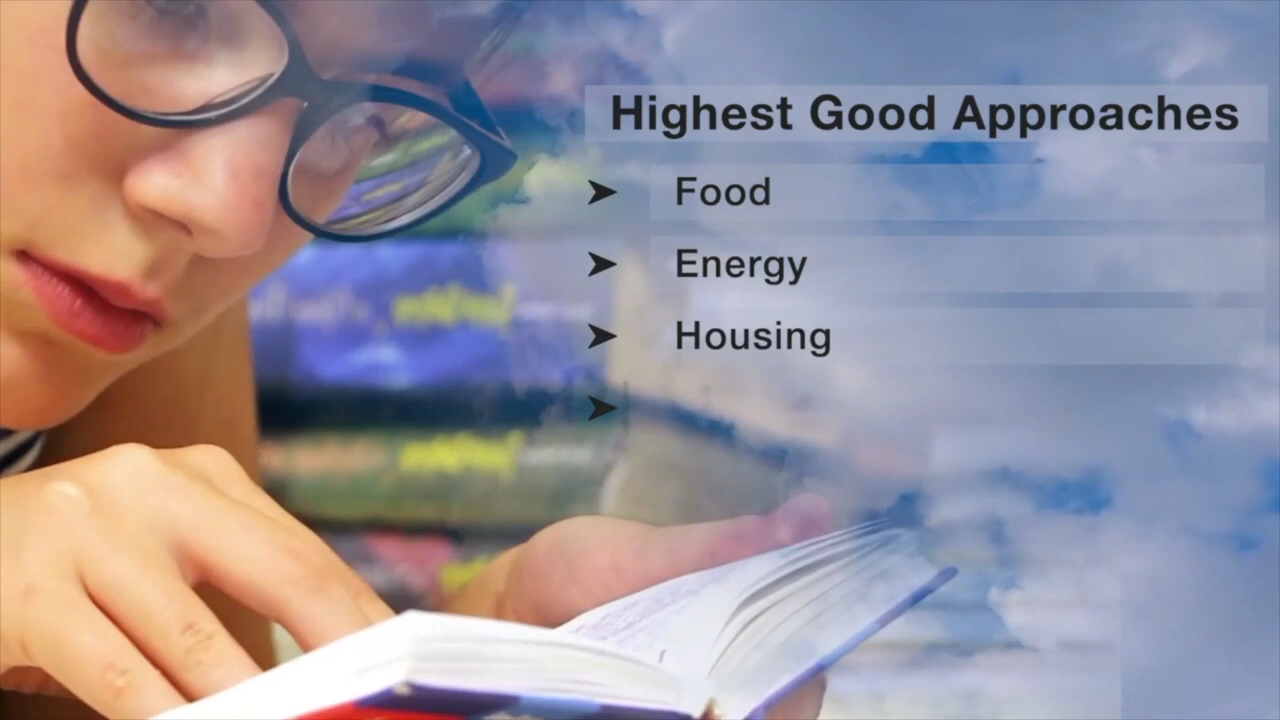 Highest Good Approaches
➤ Food
➤ Energy
➤ Housing
➤